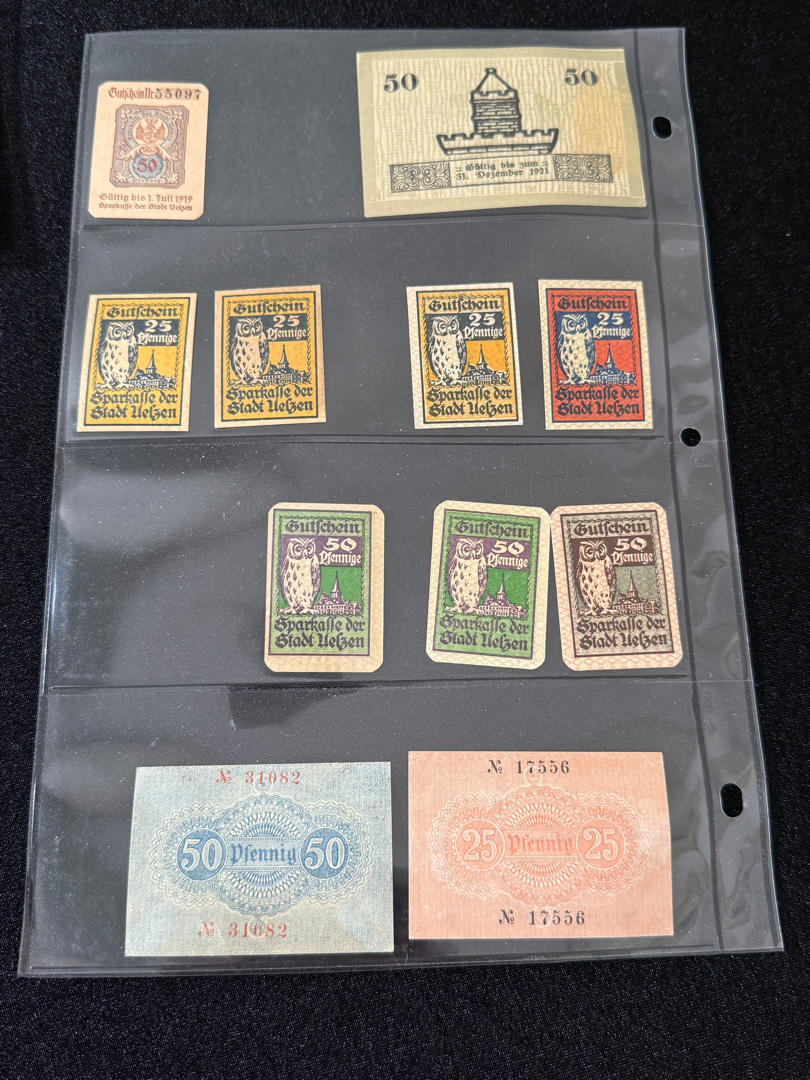 Gutschein Nr. 55097
50
Gültig bis 1. Juli 1919
Sparkasse der Stadt Uelzen
50 50
:: Gültig bis zum ::
31. Dezember 1921
Gutschein
25
Pfennige
Sparkasse der
Stadt Uelzen
Gutschein
25
Pfennige
Sparkasse der
Stadt Uelzen
Gutschein
25
Pfennige
Sparkasse der
Stadt Uelzen
Gutschein
25
Pfennige
Sparkasse der
Stadt Uelzen
Gutschein
50
Pfennige
Sparkasse der
Stadt Uelzen
Gutschein
50
Pfennige
Sparkasse der
Stadt Uelzen
Gutschein
50
Pfennige
Sparkasse der
Stadt Uelzen
№ 31082
50 Pfennig 50
№ 31082
№ 17556
25 Pfennig 25
№ 17556